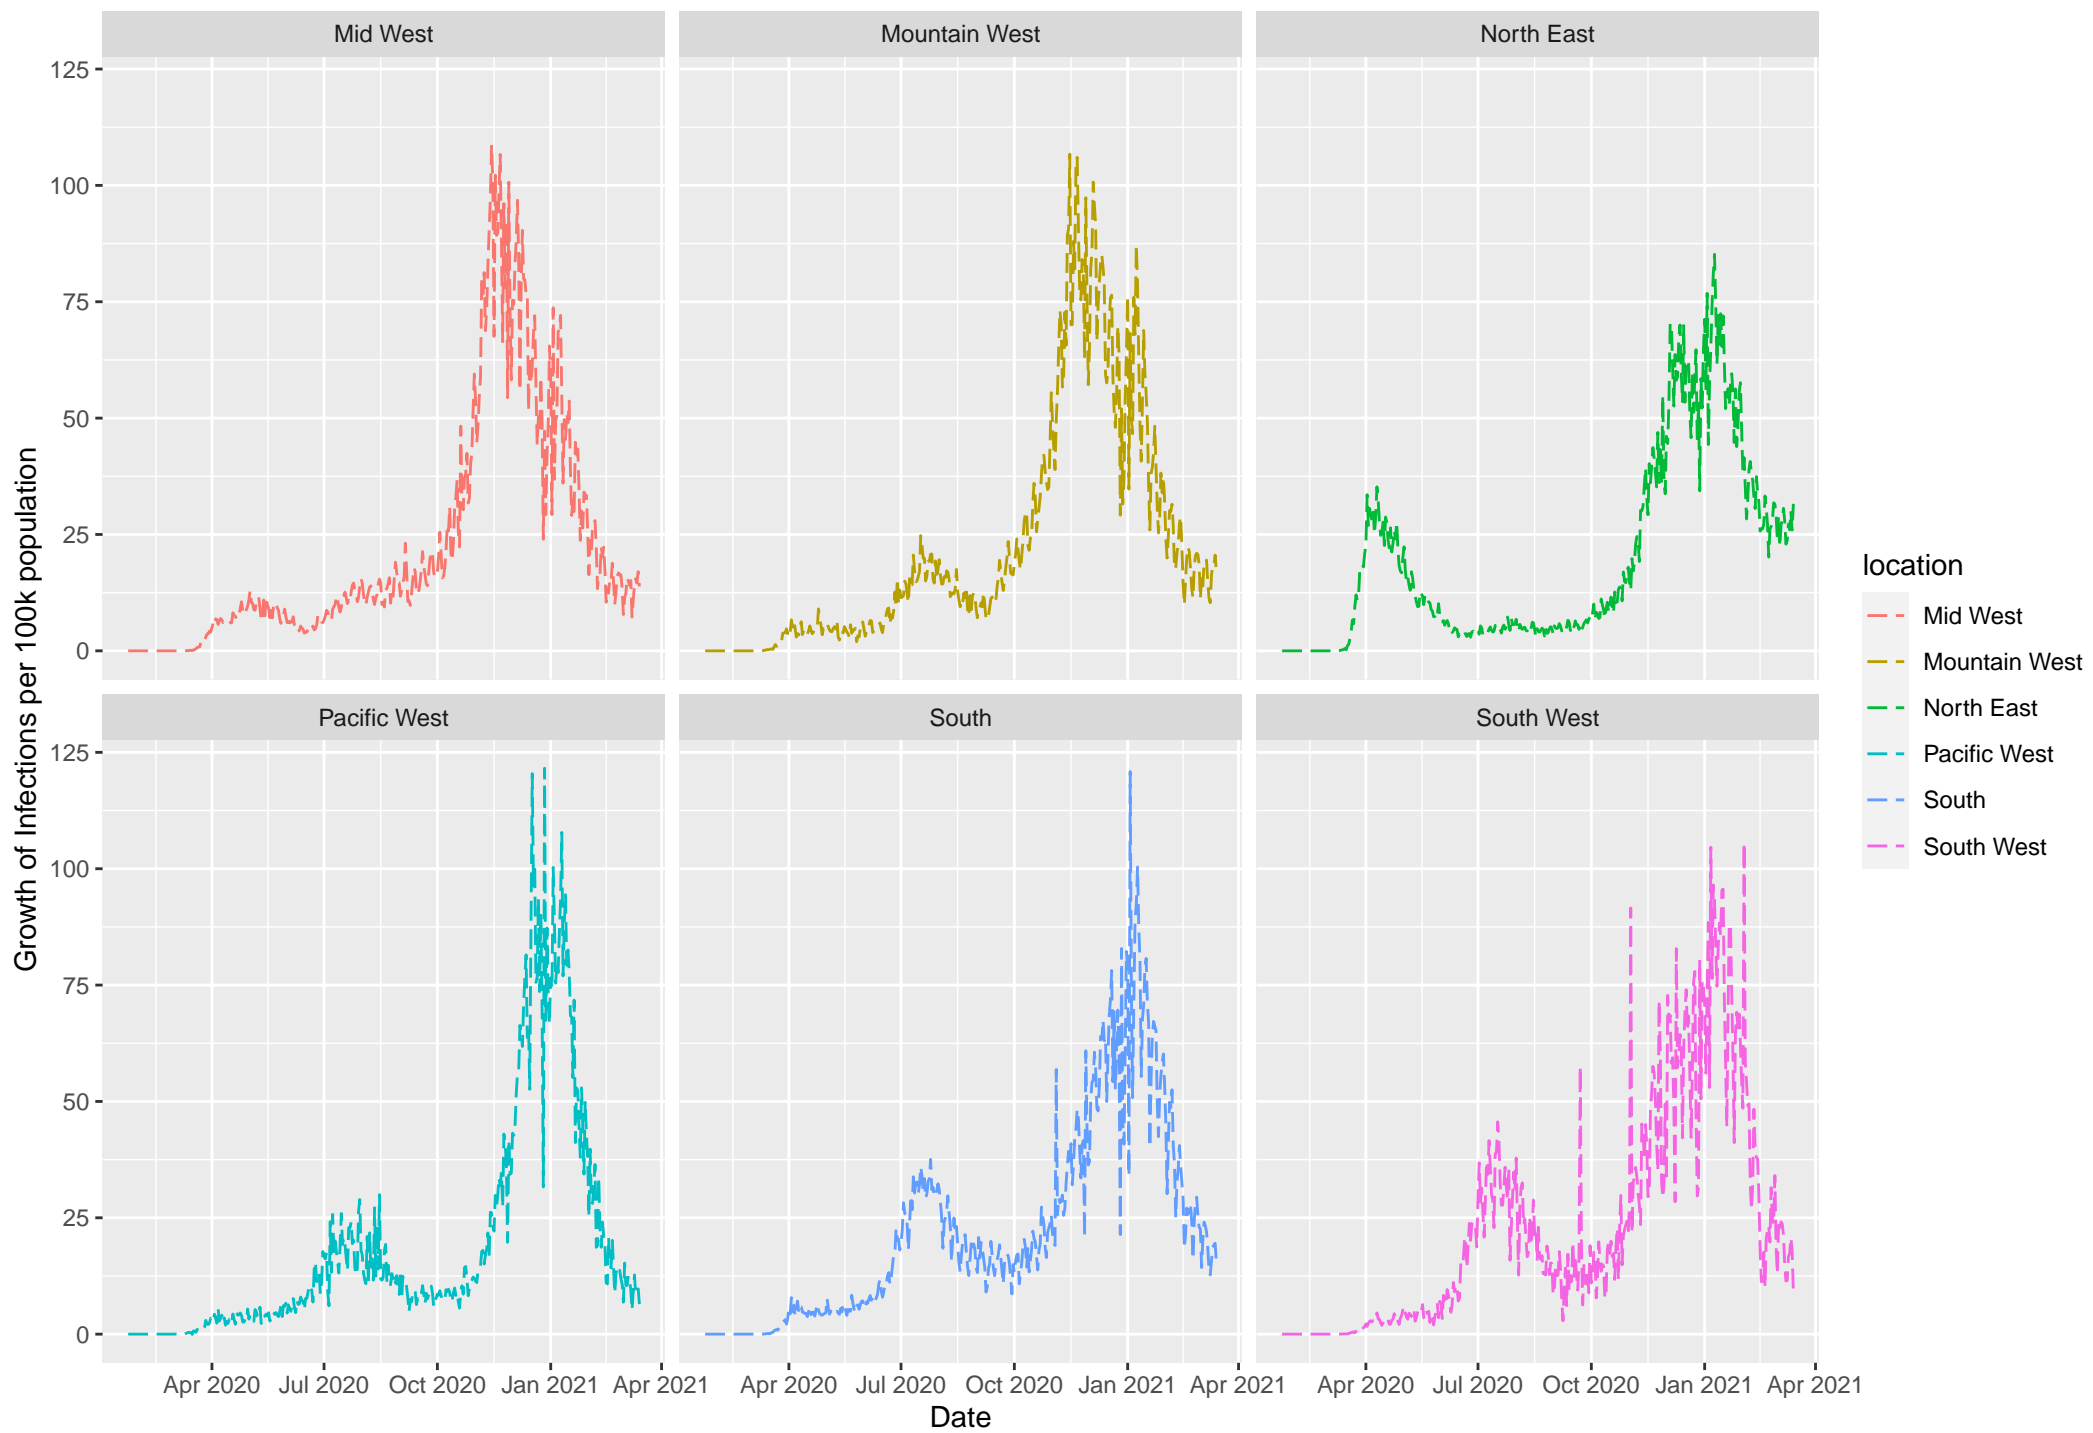 Mid West
Mountain West
North East
125
100
75
50
25
0
Pacific West
South
South West
125
100
75
50
25
0
Apr 2020 Jul 2020 Oct 2020 Jan 2021 Apr 2021
Apr 2020 Jul 2020 Oct 2020 Jan 2021 Apr 2021
Apr 2020 Jul 2020 Oct 2020 Jan 2021 Apr 2021
Date
Growth of Infections per 100k population
location
Mid West
Mountain West
North East
Pacific West
South
South West